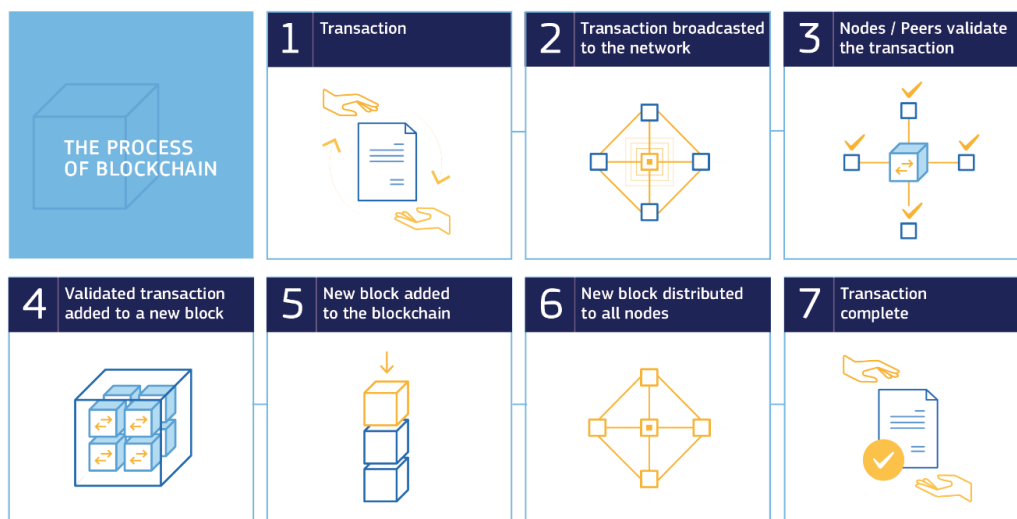 THE PROCESS
OF BLOCKCHAIN
1 Transaction
2 Transaction broadcasted
to the network
3 Nodes / Peers validate
the transaction
4 Validated transaction
added to a new block
5 New block added
to the blockchain
6 New block distributed
to all nodes
7 Transaction
complete